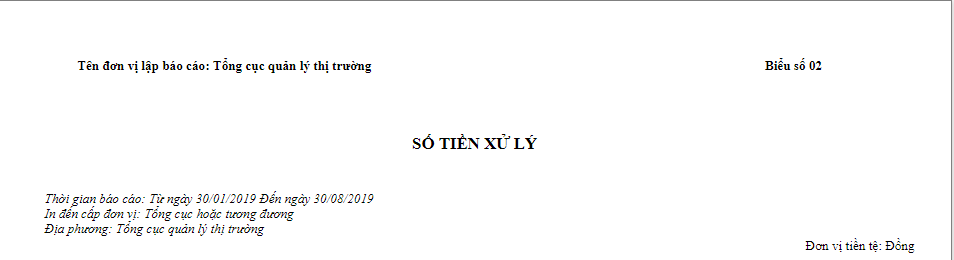 Tên đơn vị lập báo cáo: Tổng cục quản lý thị trường
Biểu số 02
SỐ TIỀN XỬ LÝ
Thời gian báo cáo: Từ ngày 30/01/2019 Đến ngày 30/08/2019
In đến cấp đơn vị: Tổng cục hoặc tương đương
Địa phương: Tổng cục quản lý thị trường
Đơn vị tiền tệ: Đồng